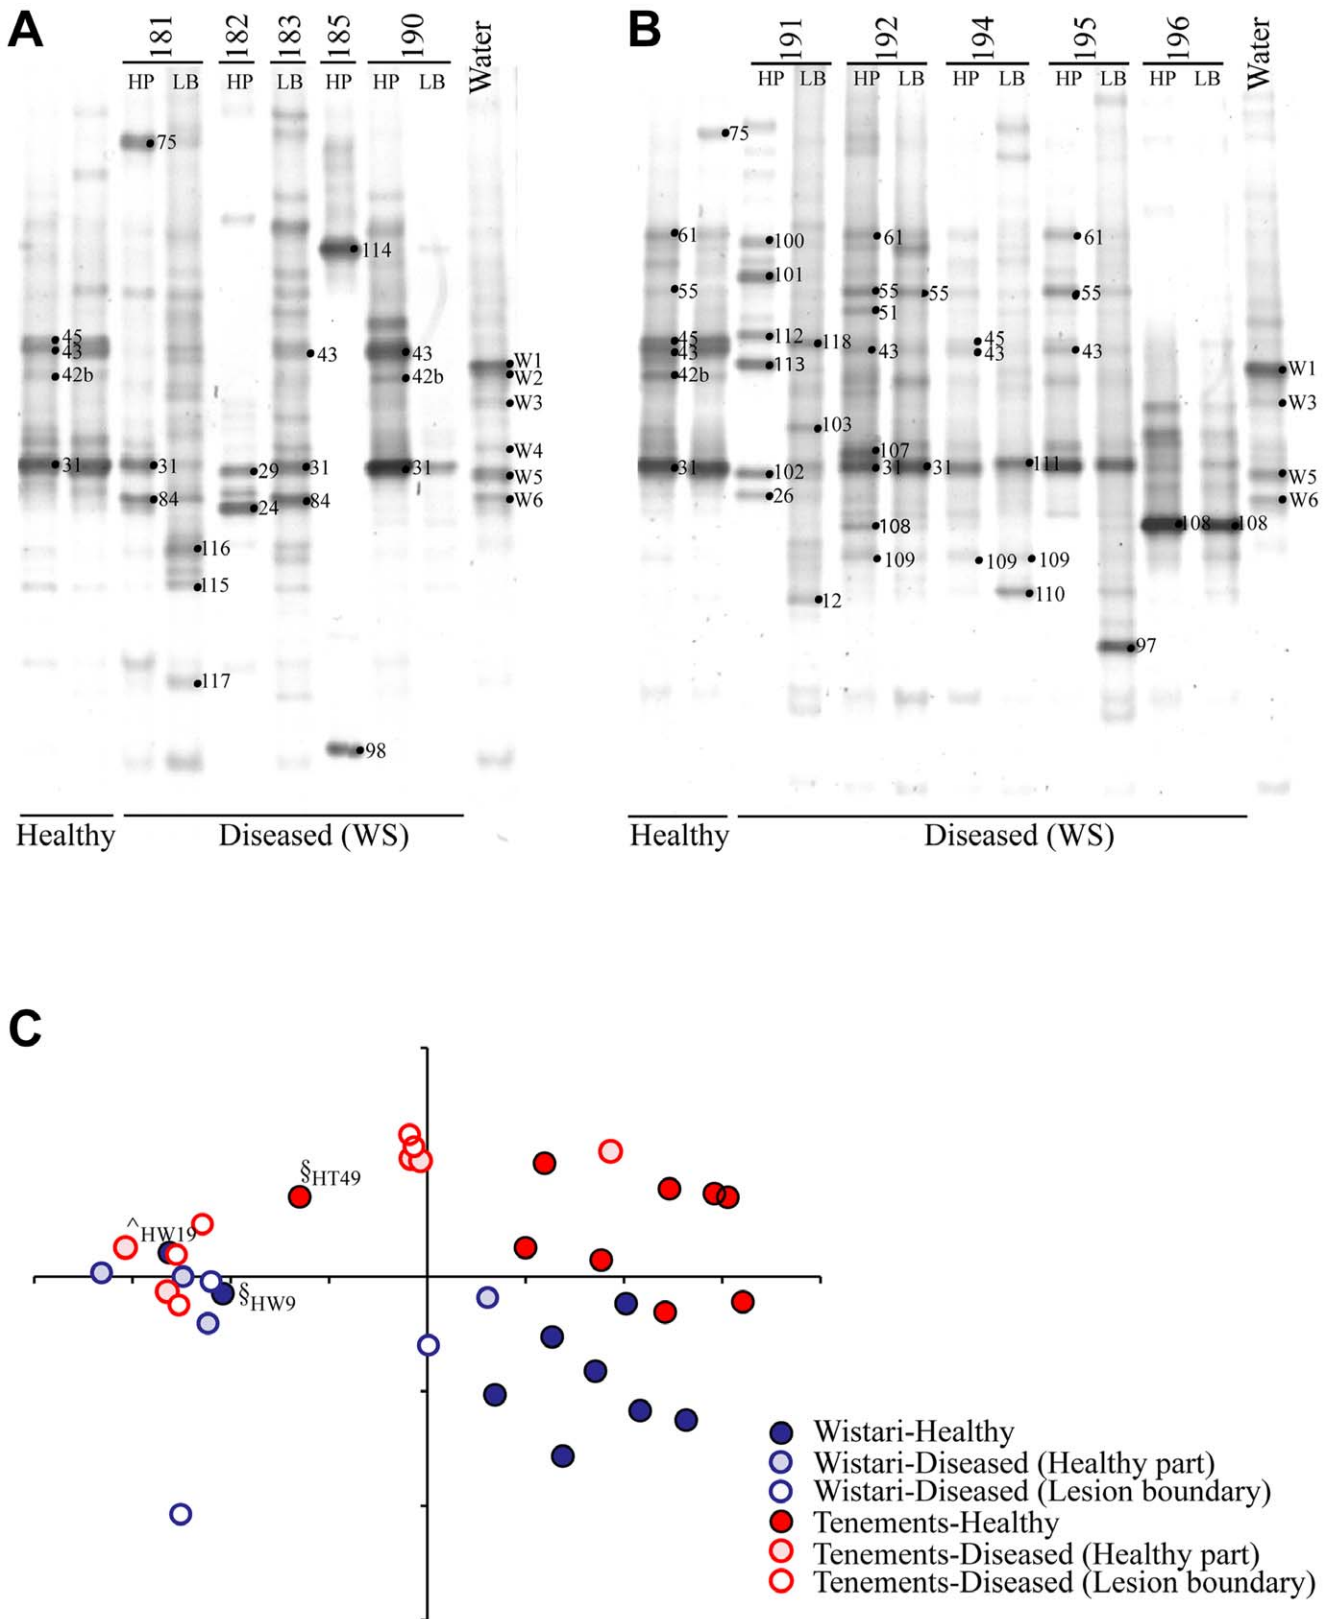 A
181 182 183 185 190 Water
HP LB HP LB HP HP LB
75
114
45
43
42b
43
43
42b
W1
W2
W3
W4
W5
W6
31
31
84
29
24
31
84
31
116
115
117
98
Healthy Diseased (WS)
B
191 192 194 195 196 Water
HP LB HP LB HP LB HP LB HP LB
75
61
100
61
61
101
55
55
55
51
55
112
118
45
43
113
43
45
43
43
42b
W1
W3
103
107
31
102
31
31
111
W5
26
W6
108
108
108
109
109
109
12
110
97
Healthy Diseased (WS)
C
§HT49
^HW19
§HW9
Wistari-Healthy
Wistari-Diseased (Healthy part)
Wistari-Diseased (Lesion boundary)
Tenements-Healthy
Tenements-Diseased (Healthy part)
Tenements-Diseased (Lesion boundary)